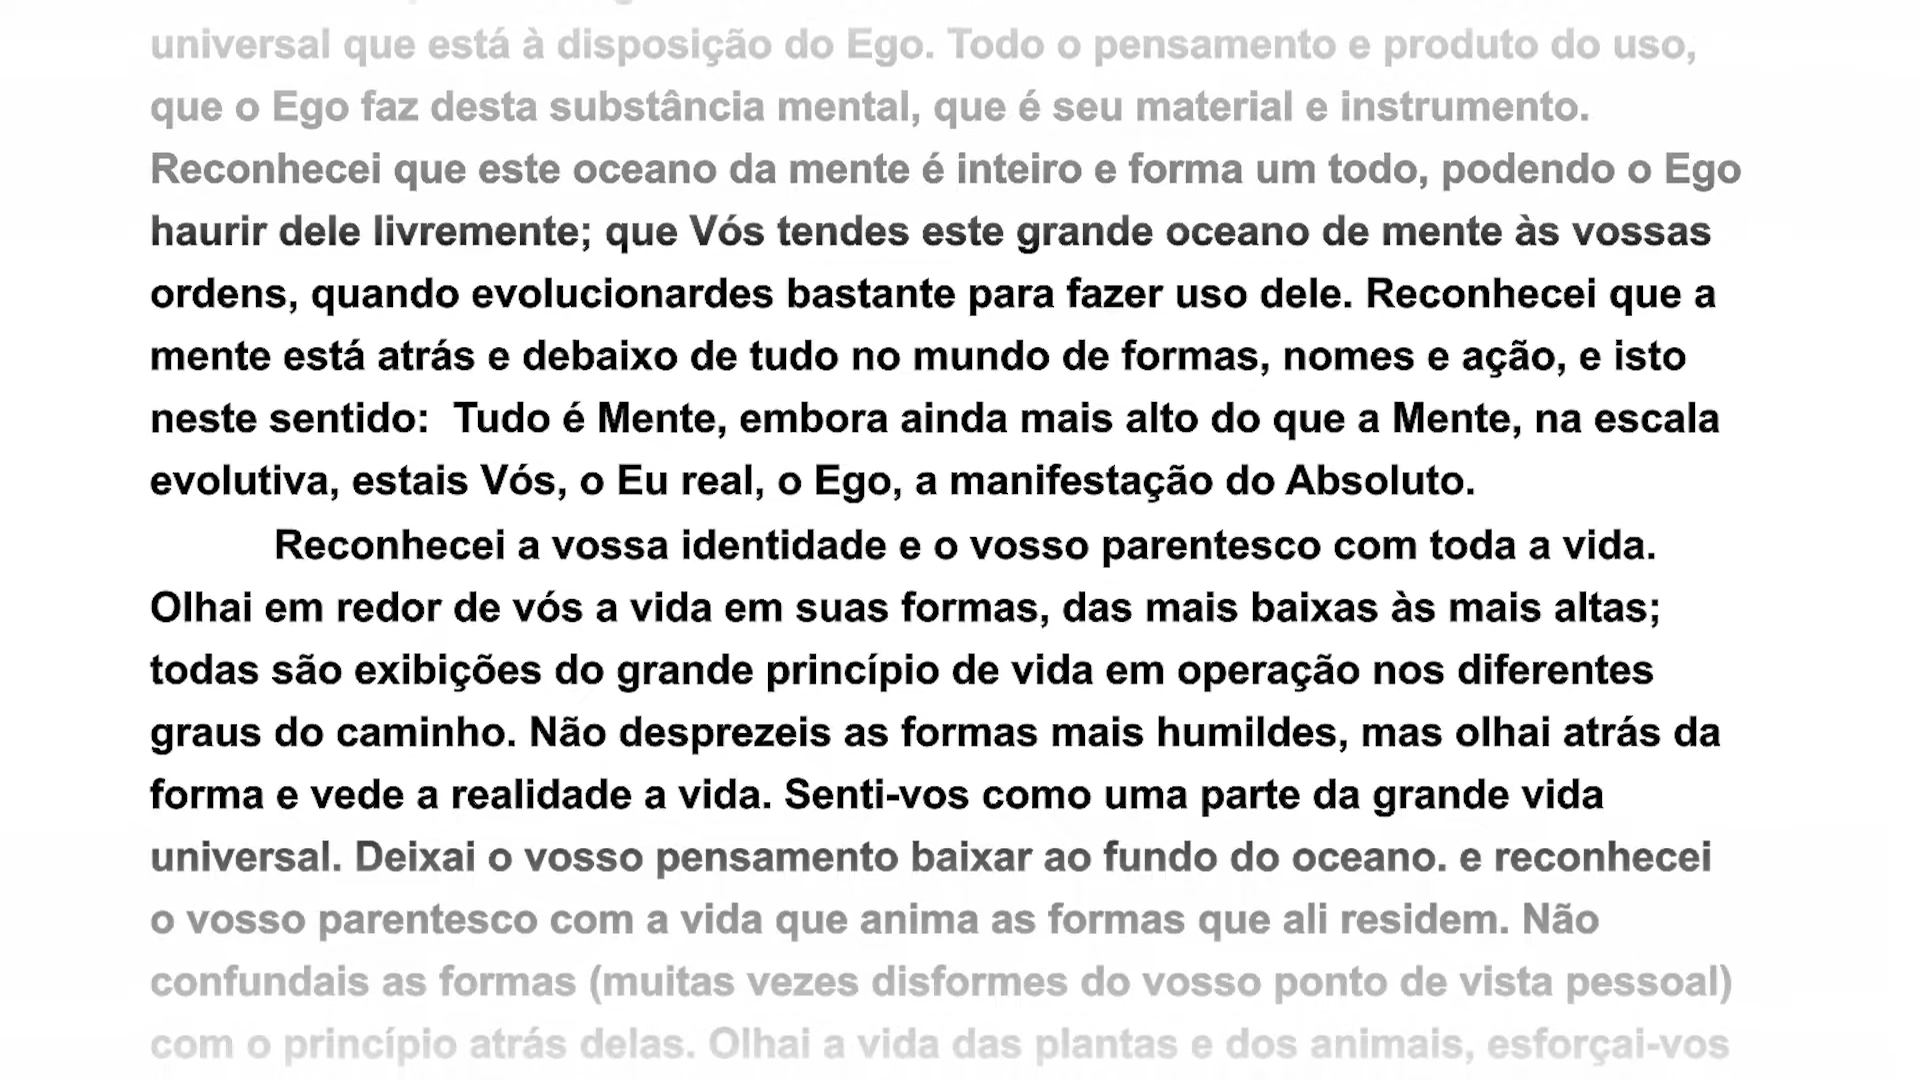 universal que está à disposição do Ego. Todo o pensamento e produto do uso,
que o Ego faz desta substância mental, que é seu material e instrumento.
Reconhecei que este oceano da mente é inteiro e forma um todo, podendo o Ego
haurir dele livremente; que Vós tendes este grande oceano de mente às vossas
ordens, quando evolucionardes bastante para fazer uso dele. Reconhecei que a
mente está atrás e debaixo de tudo no mundo de formas, nomes e ação, e isto
neste sentido:  Tudo é Mente, embora ainda mais alto do que a Mente, na escala
evolutiva, estais Vós, o Eu real, o Ego, a manifestação do Absoluto.
Reconhecei a vossa identidade e o vosso parentesco com toda a vida.
Olhai em redor de vós a vida em suas formas, das mais baixas às mais altas;
todas são exibições do grande princípio de vida em operação nos diferentes
graus do caminho. Não desprezeis as formas mais humildes, mas olhai atrás da
forma e vede a realidade a vida. Senti-vos como uma parte da grande vida
universal. Deixai o vosso pensamento baixar ao fundo do oceano. e reconhecei
o vosso parentesco com a vida que anima as formas que ali residem. Não
confundais as formas (muitas vezes disformes do vosso ponto de vista pessoal)
com o princípio atrás delas. Olhai a vida das plantas e dos animais, esforçai-vos